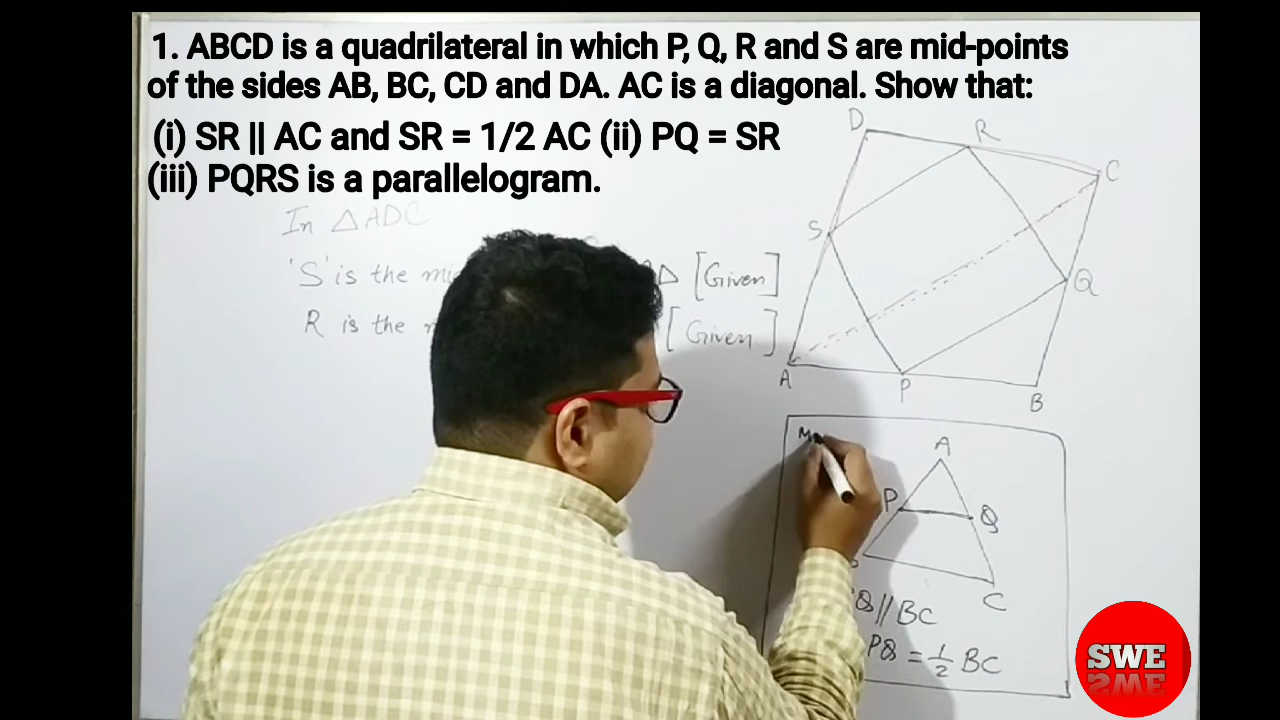 1. ABCD is a quadrilateral in which P, Q, R and S are mid-points
of the sides AB, BC, CD and DA. AC is a diagonal. Show that:
(i) SR || AC and SR = 1/2 AC (ii) PQ = SR
(iii) PQRS is a parallelogram.
In △ADC
'S' is the [Given]
R is the [Given]
D
R
C
S
Q
A
P
B
A
P
Q
C
Q || BC
PQ = 1/2 BC
SWE